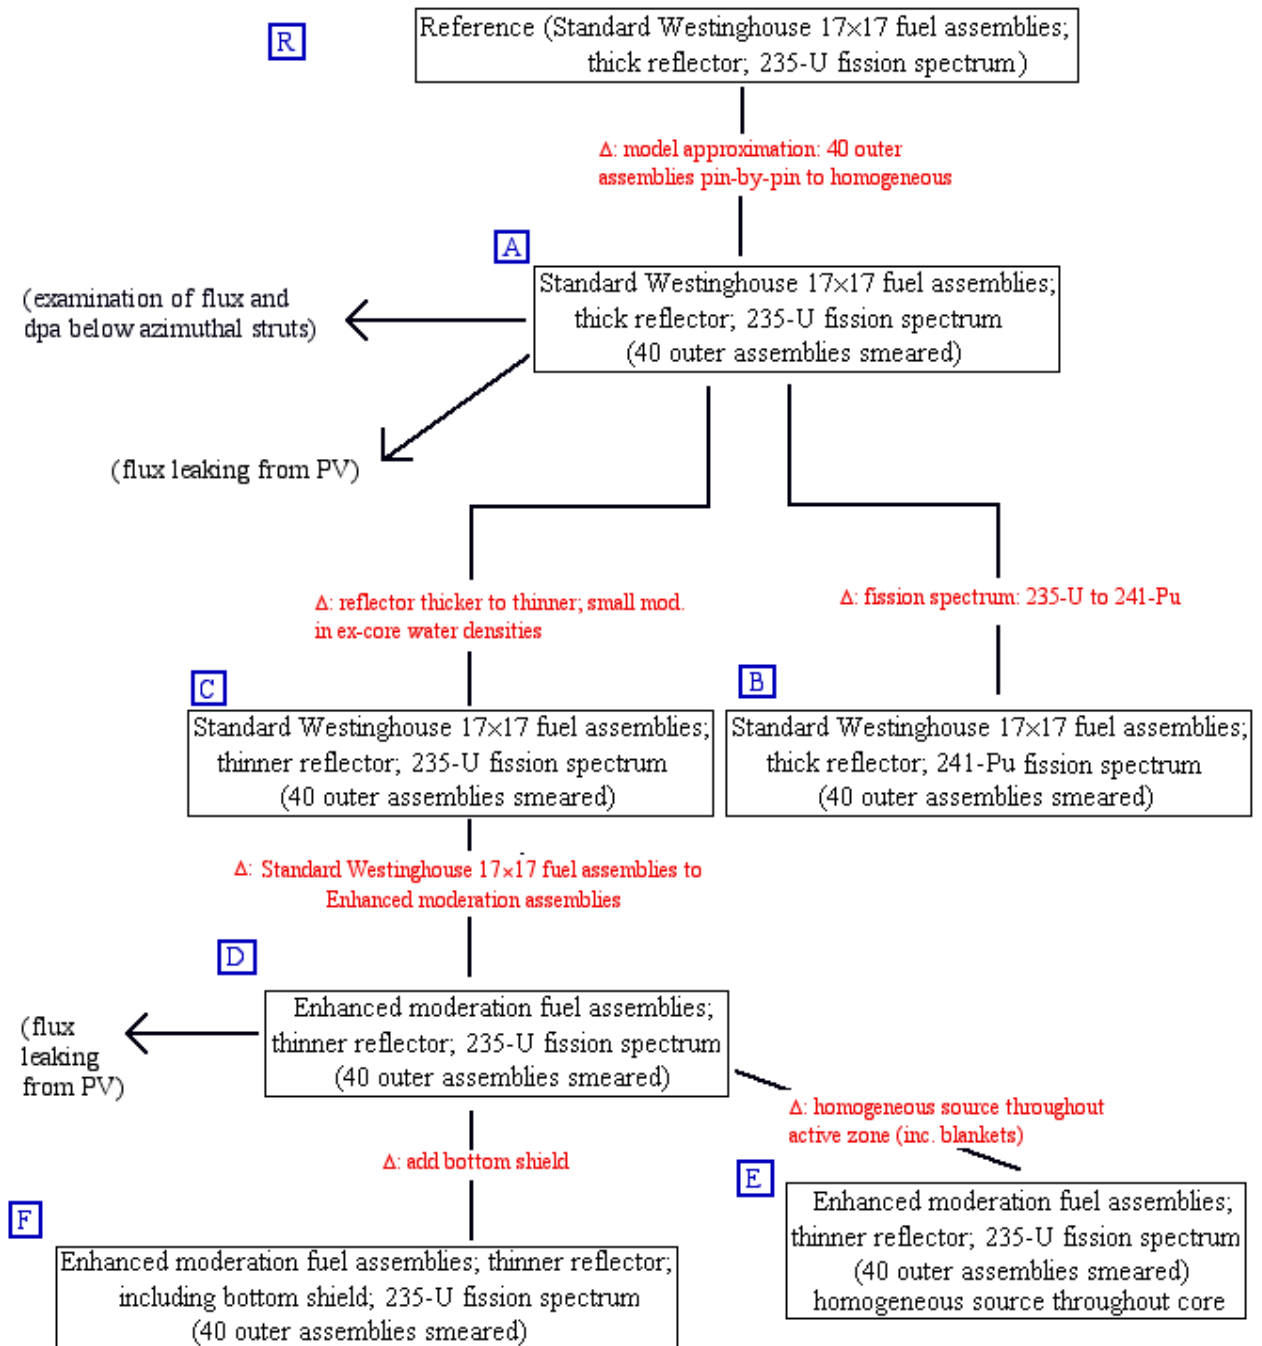 R
Reference (Standard Westinghouse 17×17 fuel assemblies;
thick reflector; 235-U fission spectrum)
Δ: model approximation: 40 outer
assemblies pin-by-pin to homogeneous
A
Standard Westinghouse 17×17 fuel assemblies;
thick reflector; 235-U fission spectrum
(40 outer assemblies smeared)
(examination of flux and
dpa below azimuthal struts)
(flux leaking from PV)
Δ: reflector thicker to thinner; small mod.
in ex-core water densities
Δ: fission spectrum: 235-U to 241-Pu
C
Standard Westinghouse 17×17 fuel assemblies;
thinner reflector; 235-U fission spectrum
(40 outer assemblies smeared)
B
Standard Westinghouse 17×17 fuel assemblies;
thick reflector; 241-Pu fission spectrum
(40 outer assemblies smeared)
Δ: Standard Westinghouse 17×17 fuel assemblies to
Enhanced moderation assemblies
D
Enhanced moderation fuel assemblies;
thinner reflector; 235-U fission spectrum
(40 outer assemblies smeared)
(flux
leaking
from PV)
Δ: homogeneous source throughout
active zone (inc. blankets)
Δ: add bottom shield
E
Enhanced moderation fuel assemblies;
thinner reflector; 235-U fission spectrum
(40 outer assemblies smeared)
homogeneous source throughout core
F
Enhanced moderation fuel assemblies; thinner reflector;
including bottom shield; 235-U fission spectrum
(40 outer assemblies smeared)